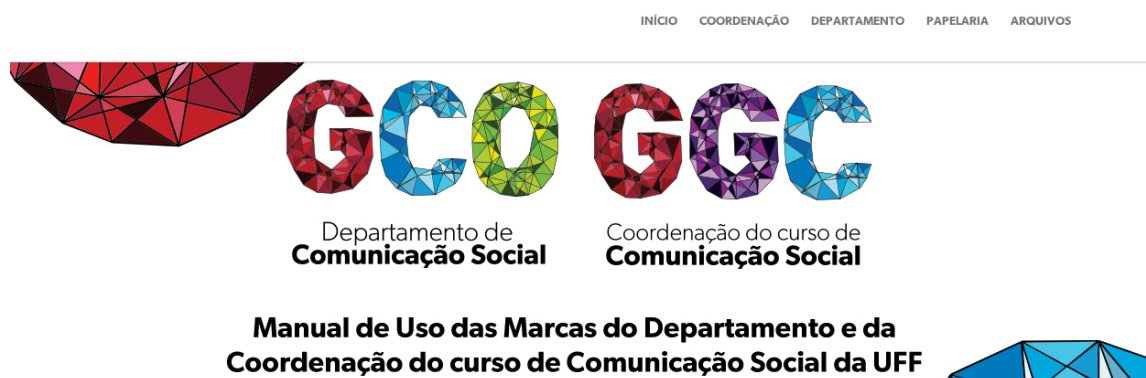 INÍCIO COORDENAÇÃO DEPARTAMENTO PAPELARIA ARQUIVOS
GCO GGC
Departamento de
Comunicação Social
Coordenação do curso de
Comunicação Social
Manual de Uso das Marcas do Departamento e da
Coordenação do curso de Comunicação Social da UFF